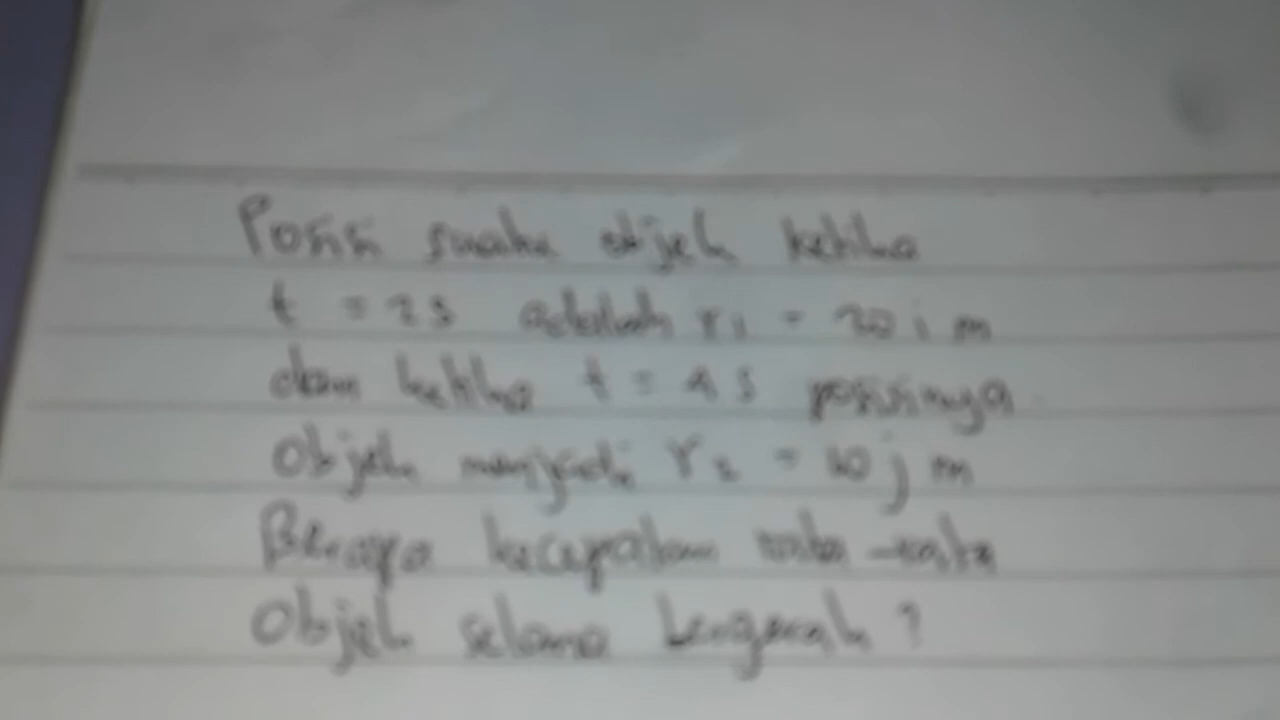 Posisi suatu objek ketika
t = 2 s adalah r1 = 20 i m
dan ketika t = 4 s posisinya
Objek menjadi r2 = 10 j m
Berapa kecepatan rata-rata
Objek selama bergerak?